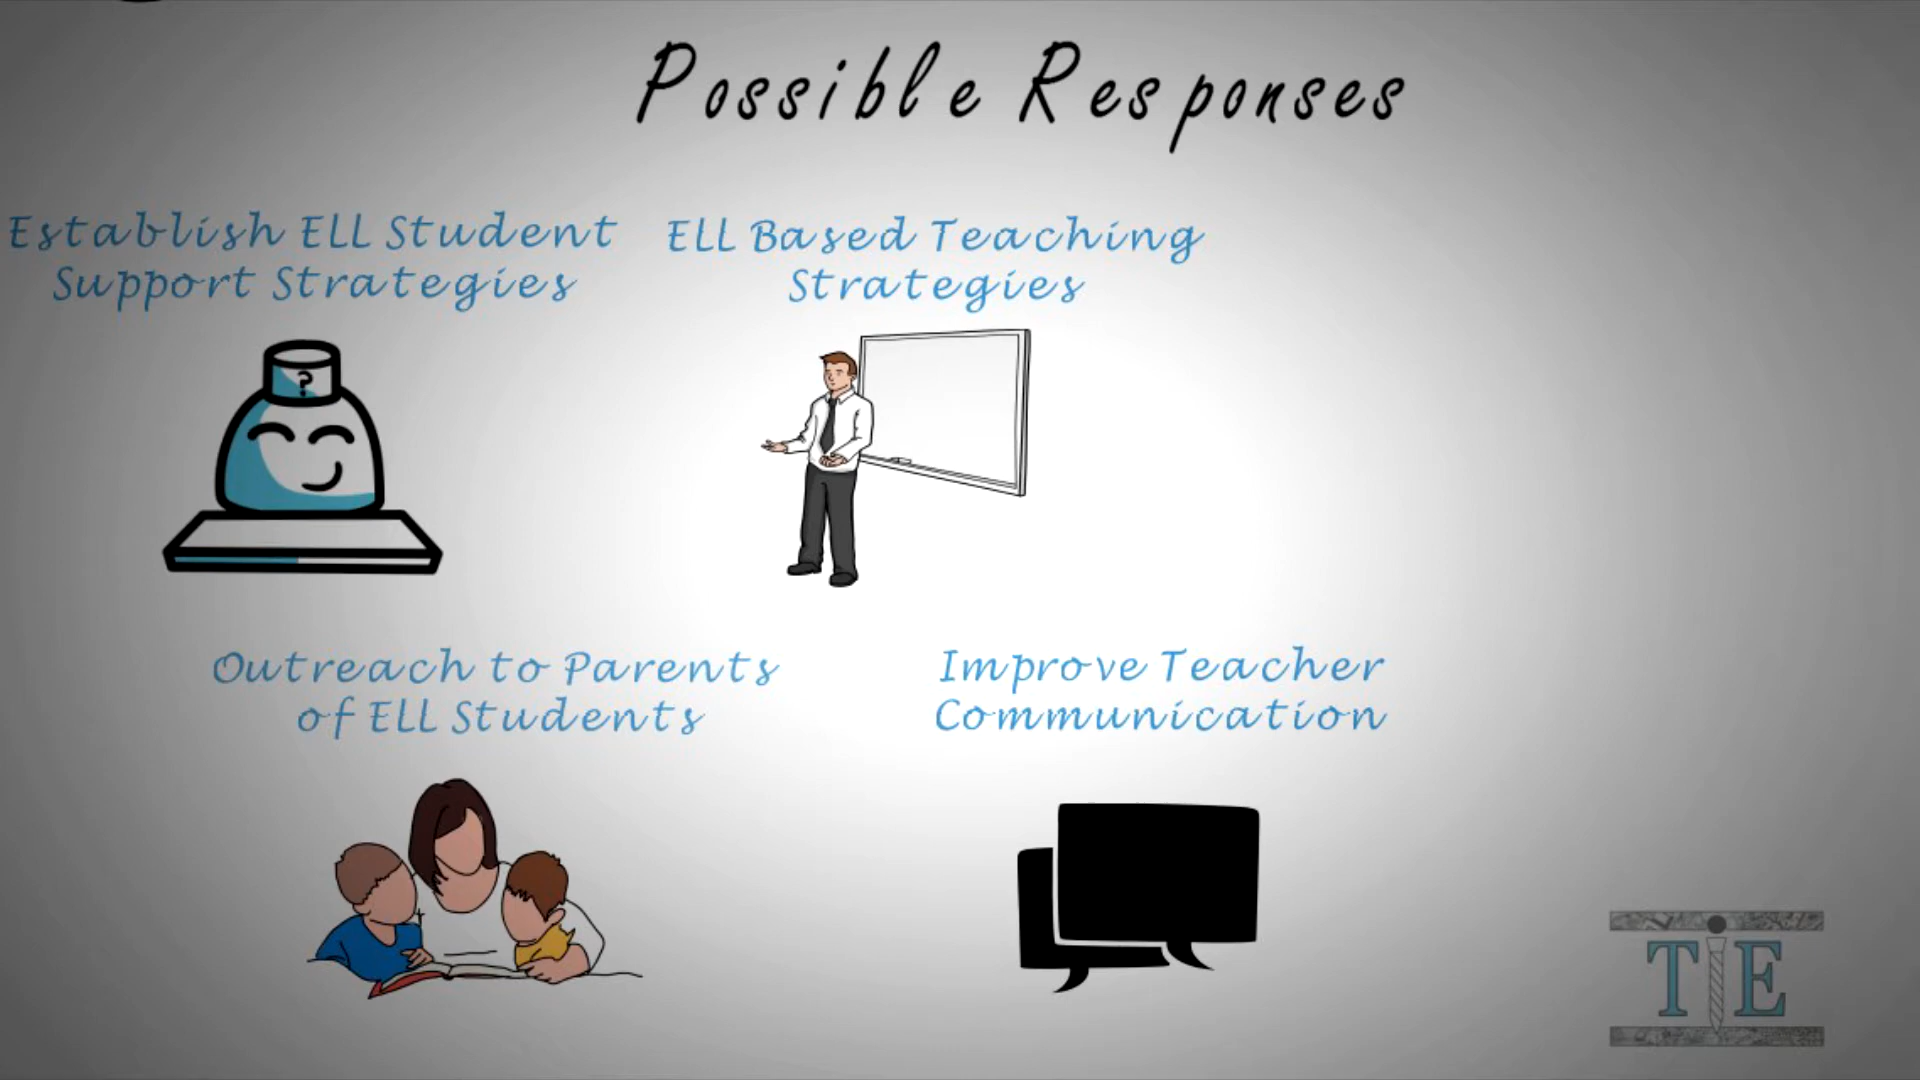 Possible Responses
Establish ELL Student
Support Strategies
ELL Based Teaching
Strategies
?
Outreach to Parents
of ELL Students
Improve Teacher
Communication
TIE